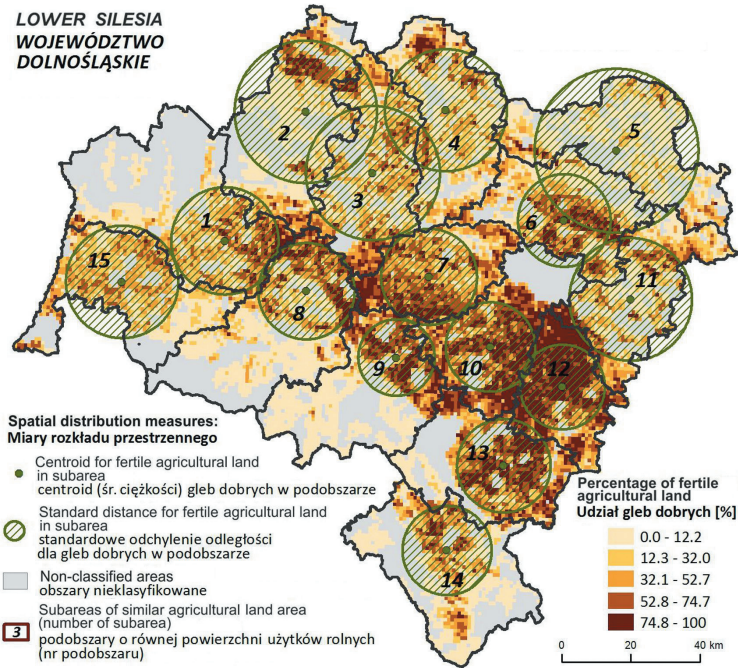 LOWER SILESIA
WOJEWÓDZTWO
DOLNOŚLĄSKIE
2
4
5
3
6
1
15
7
11
8
9
10
12
13
14
Spatial distribution measures:
Miary rozkładu przestrzennego
Centroid for fertile agricultural land
in subarea
centroid (śr. ciężkości) gleb dobrych w podobszarze
Standard distance for fertile agricultural land
in subarea
standardowe odchylenie odległości
dla gleb dobrych w podobszarze
Non-classified areas
obszary nieklasyfikowane
Subareas of similar agricultural land area
(number of subarea)
3
podobszary o równej powierzchni użytków rolnych
(nr podobszaru)
Percentage of fertile
agricultural land
Udział gleb dobrych [%]
0.0 - 12.2
12.3 - 32.0
32.1 - 52.7
52.8 - 74.7
74.8 - 100
0 20 40 km